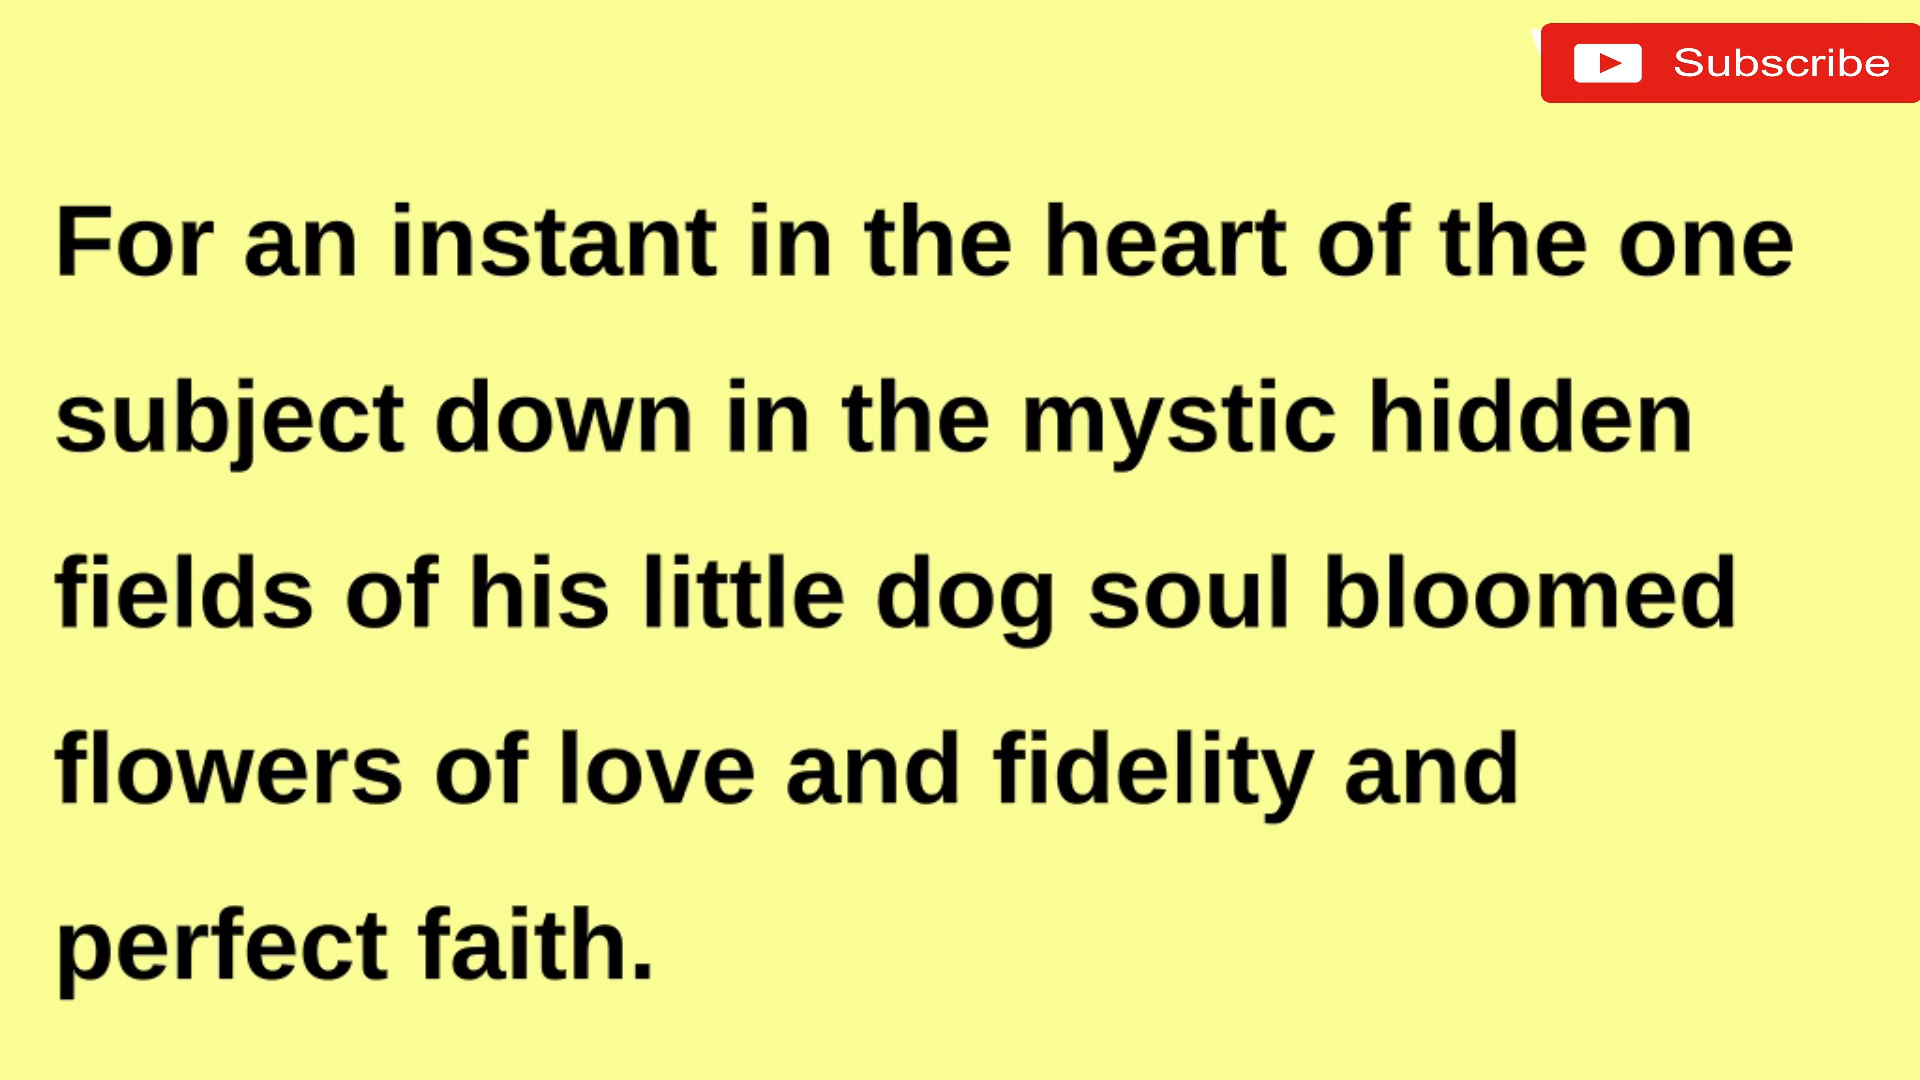 Subscribe
For an instant in the heart of the one
subject down in the mystic hidden
fields of his little dog soul bloomed
flowers of love and fidelity and
perfect faith.